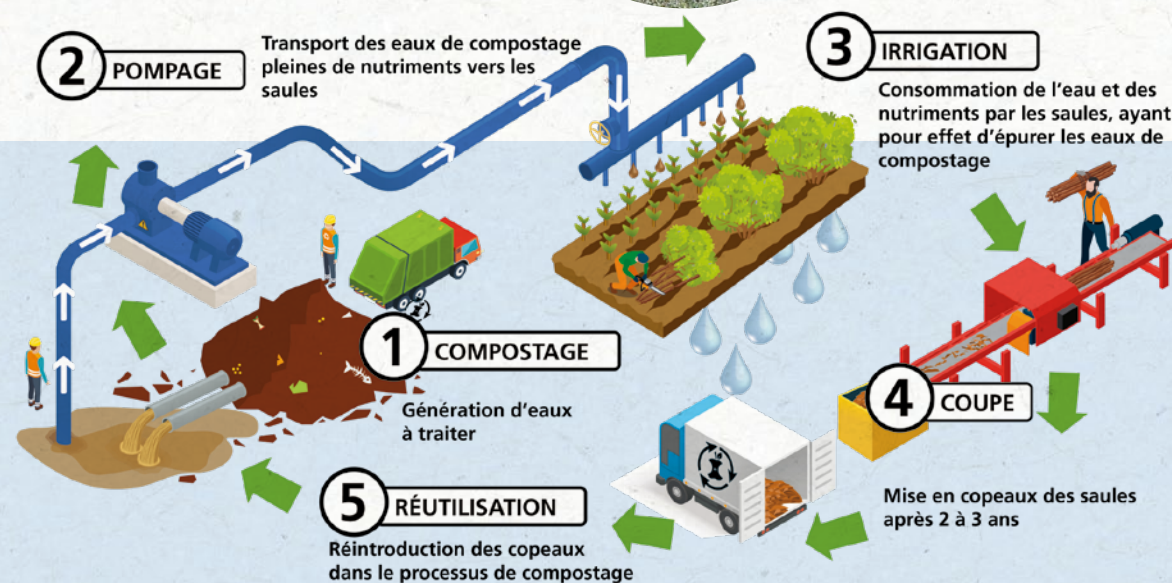 1 COMPOSTAGE
Génération d'eaux
à traiter
2 POMPAGE
Transport des eaux de compostage
pleines de nutriments vers les
saules
3 IRRIGATION
Consommation de l'eau et des
nutriments par les saules, ayant
pour effet d'épurer les eaux de
compostage
4 COUPE
Mise en copeaux des saules
après 2 à 3 ans
5 RÉUTILISATION
Réintroduction des copeaux
dans le processus de compostage